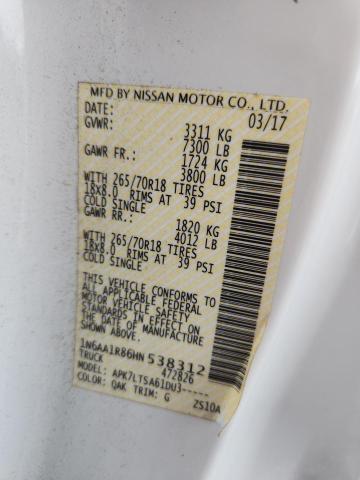 MFD BY NISSAN MOTOR CO., LTD.
DATE: 03/17
GVWR: 3311 KG
7300 LB
GAWR FR.: 1724 KG
3800 LB
WITH 265/70R18 TIRES
18x8.0 RIMS AT 39 PSI
COLD SINGLE
GAWR RR.: 1820 KG
4012 LB
WITH 265/70R18 TIRES
18x8.0 RIMS AT 39 PSI
COLD SINGLE
THIS VEHICLE CONFORMS TO
ALL APPLICABLE FEDERAL
MOTOR VEHICLE SAFETY
STANDARDS IN EFFECT ON
THE DATE OF MANUFACTURE
SHOWN ABOVE.
1N6AA1R86HN 538312
TRUCK 472826
MODEL: APK7LTSA61DU3-----
COLOR: QAK TRIM: G ZS10A